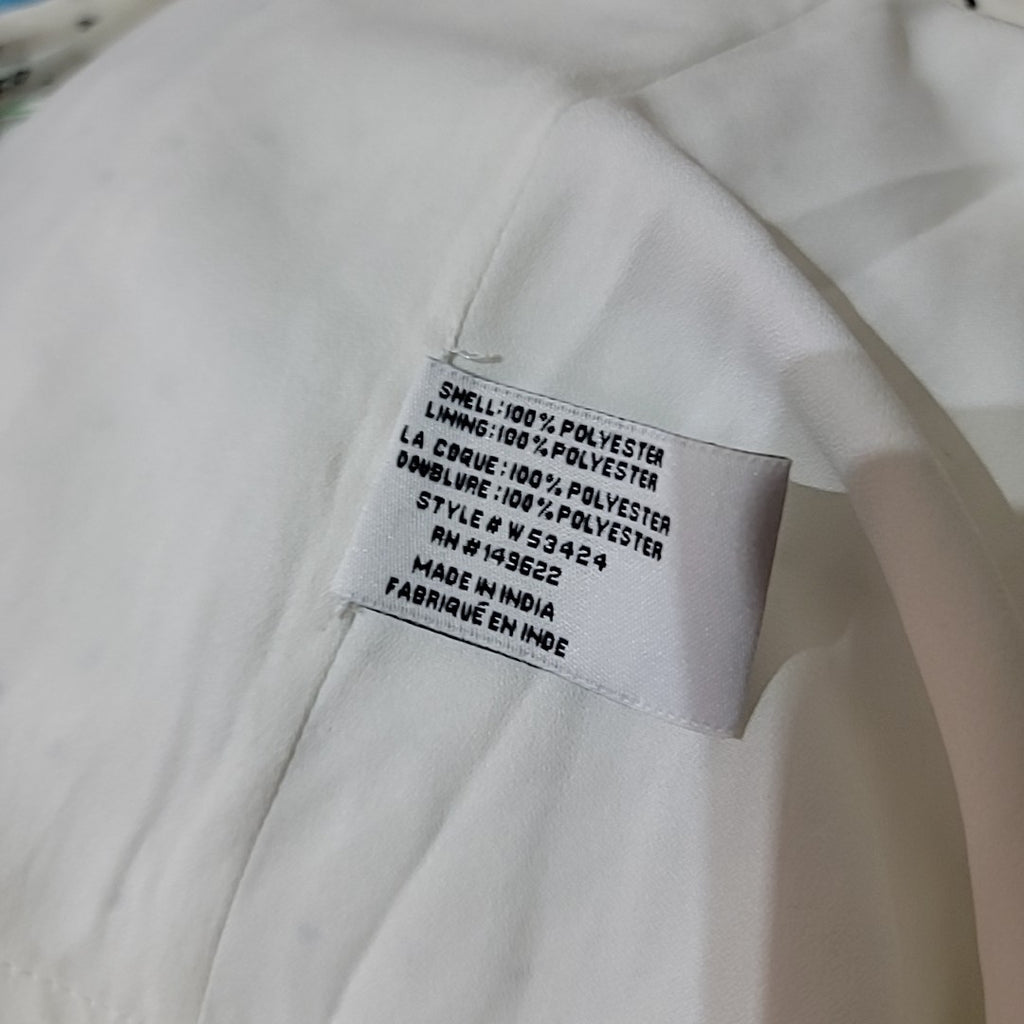 SHELL:100% POLYESTER
LINING:100% POLYESTER
LA COQUE:100% POLYESTER
DOUBLURE:100% POLYESTER
STYLE # W53424
RN #149622
MADE IN INDIA
FABRIQUÉ EN INDE